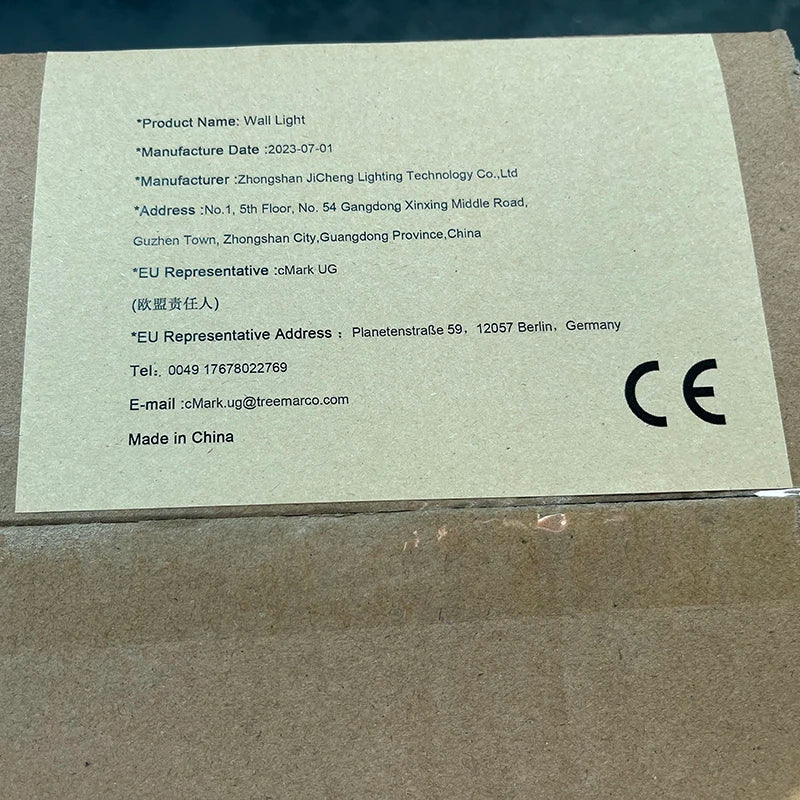 *Product Name: Wall Light
*Manufacture Date :2023-07-01
*Manufacturer :Zhongshan JiCheng Lighting Technology Co.,Ltd
*Address :No.1, 5th Floor, No. 54 Gangdong Xinxing Middle Road,
Guzhen Town, Zhongshan City,Guangdong Province,China
*EU Representative :cMark UG
(欧盟责任人)
*EU Representative Address ：Planetenstraße 59，12057 Berlin，Germany
Tel:．0049 17678022769
E-mail :cMark.ug@treemarco.com
CE
Made in China